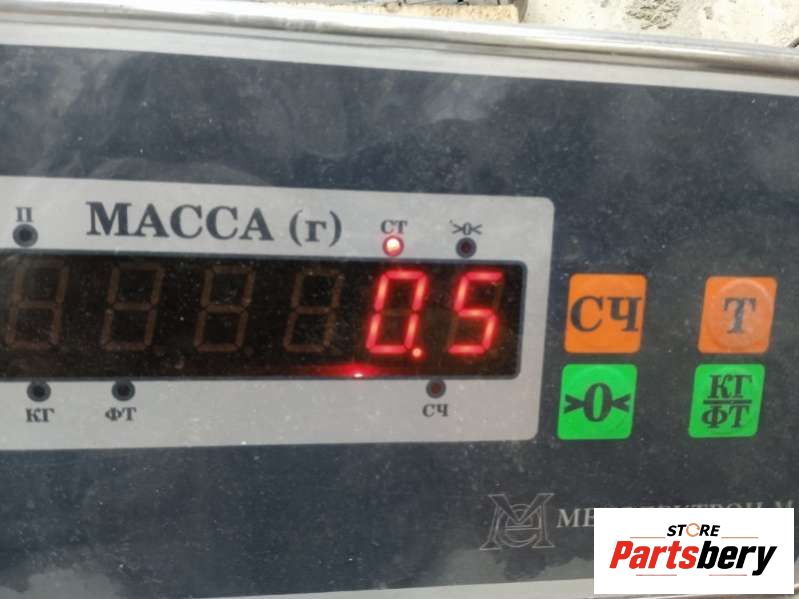 П МАССА (г) СТ >0<
0.5
КГ ФТ СЧ
СЧ Т
>0< КГ
ФТ
STORE
Partsbery